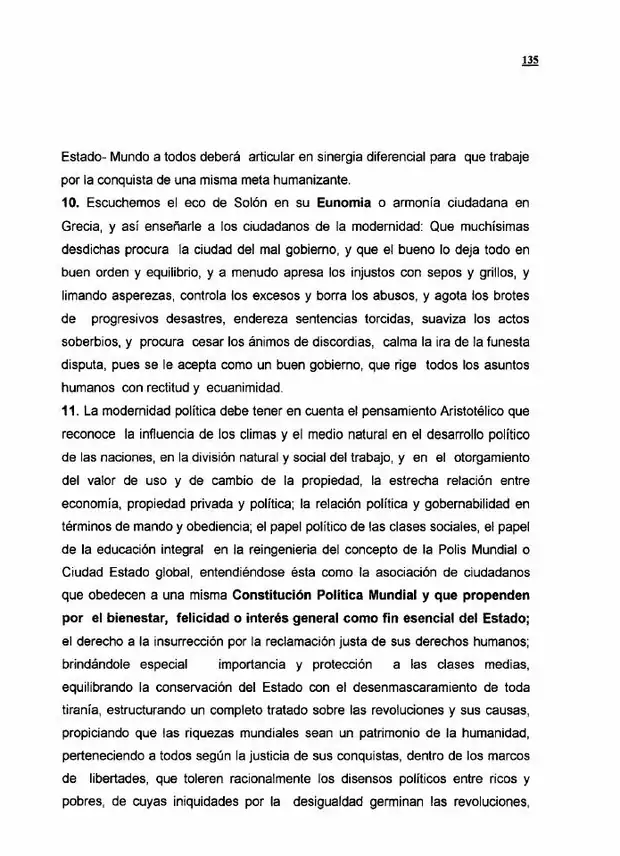 135
Estado- Mundo a todos deberá articular en sinergia diferencial para que trabaje
por la conquista de una misma meta humanizante.
10. Escuchemos el eco de Solón en su Eunomia o armonía ciudadana en
Grecia, y así enseñarle a los ciudadanos de la modernidad: Que muchísimas
desdichas procura la ciudad del mal gobierno, y que el bueno lo deja todo en
buen orden y equilibrio, y a menudo apresa los injustos con sepos y grillos, y
limando asperezas, controla los excesos y borra los abusos, y agota los brotes
de progresivos desastres, endereza sentencias torcidas, suaviza los actos
soberbios, y procura cesar los ánimos de discordias, calma la ira de la funesta
disputa, pues se le acepta como un buen gobierno, que rige todos los asuntos
humanos con rectitud y ecuanimidad.
11. La modernidad política debe tener en cuenta el pensamiento Aristotélico que
reconoce la influencia de los climas y el medio natural en el desarrollo político
de las naciones, en la división natural y social del trabajo, y en el otorgamiento
del valor de uso y de cambio de la propiedad, la estrecha relación entre
economía, propiedad privada y política; la relación política y gobernabilidad en
términos de mando y obediencia; el papel político de las clases sociales, el papel
de la educación integral en la reingenieria del concepto de la Polis Mundial o
Ciudad Estado global, entendiéndose ésta como la asociación de ciudadanos
que obedecen a una misma Constitución Política Mundial y que propenden
por el bienestar, felicidad o interés general como fin esencial del Estado;
el derecho a la insurrección por la reclamación justa de sus derechos humanos;
brindándole especial importancia y protección a las clases medias,
equilibrando la conservación del Estado con el desenmascaramiento de toda
tiranía, estructurando un completo tratado sobre las revoluciones y sus causas,
propiciando que las riquezas mundiales sean un patrimonio de la humanidad,
perteneciendo a todos según la justicia de sus conquistas, dentro de los marcos
de libertades, que toleren racionalmente los disensos políticos entre ricos y
pobres, de cuyas iniquidades por la desigualdad germinan las revoluciones,